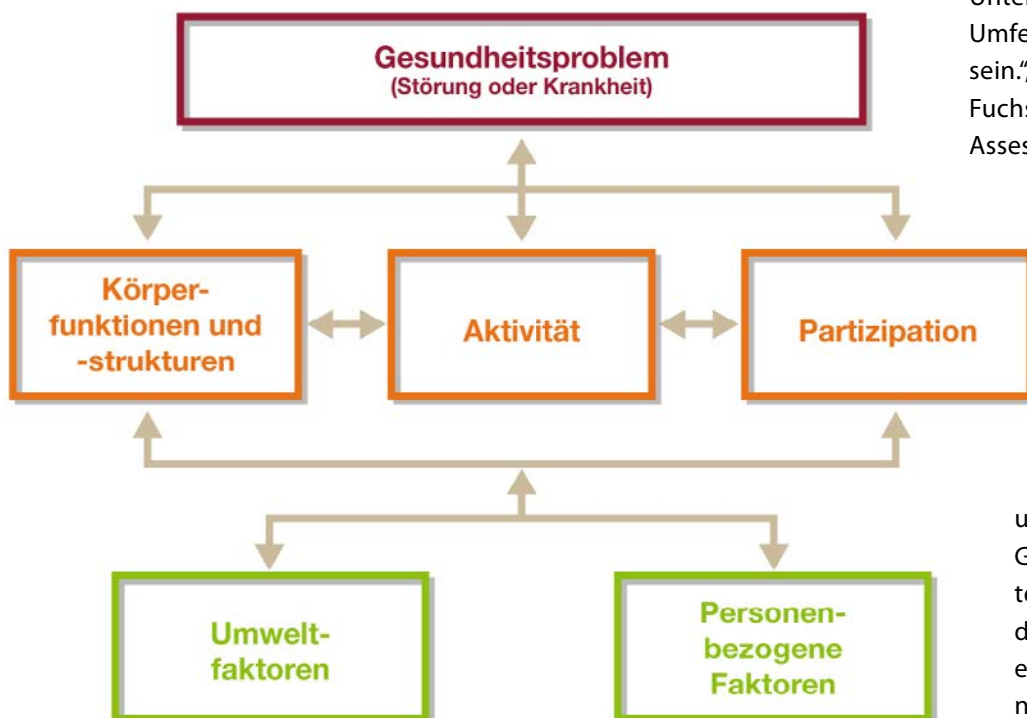 Umfe
sein.“,
Fuchs
Asses
Gesundheitsproblem
(Störung oder Krankheit)
Körper-
funktionen und
-strukturen
Aktivität
Partizipation
Umwelt-
faktoren
Personen-
bezogene
Faktoren
u
G
te
d
e